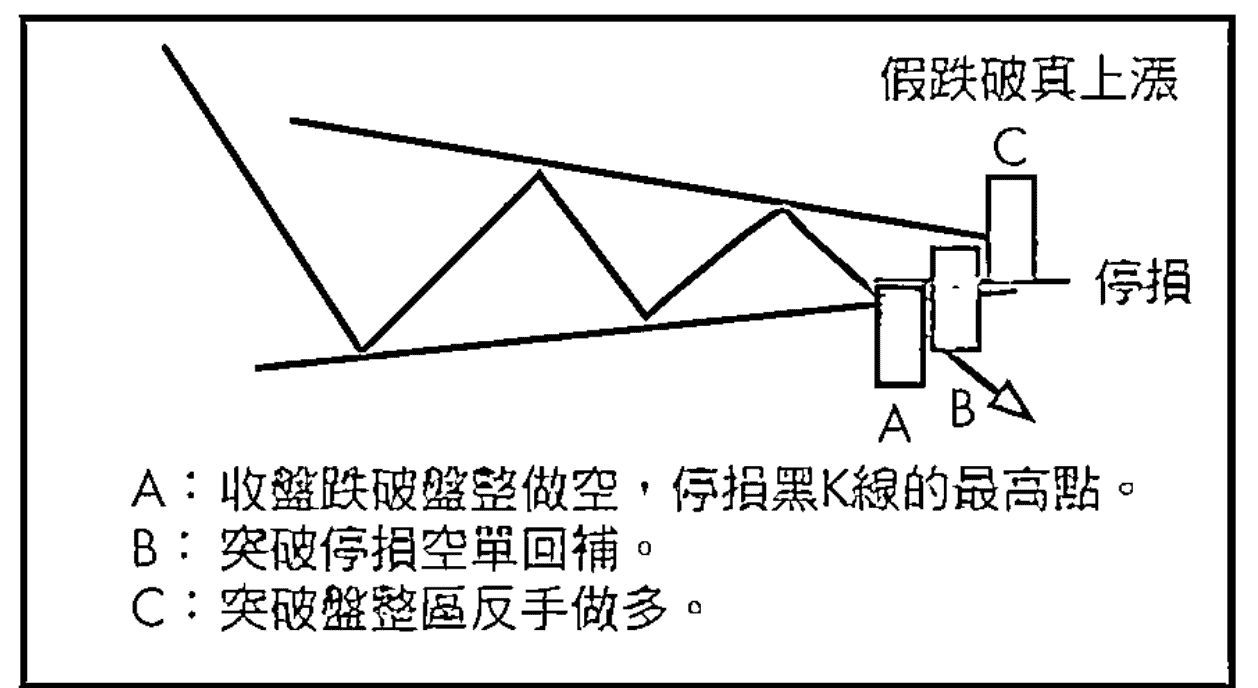 假跌破真上漲
C
停損
A
B
A：收盤跌破盤整做空，停損黑K線的最高點。
B：突破停損空單回補。
C：突破盤整區反手做多。